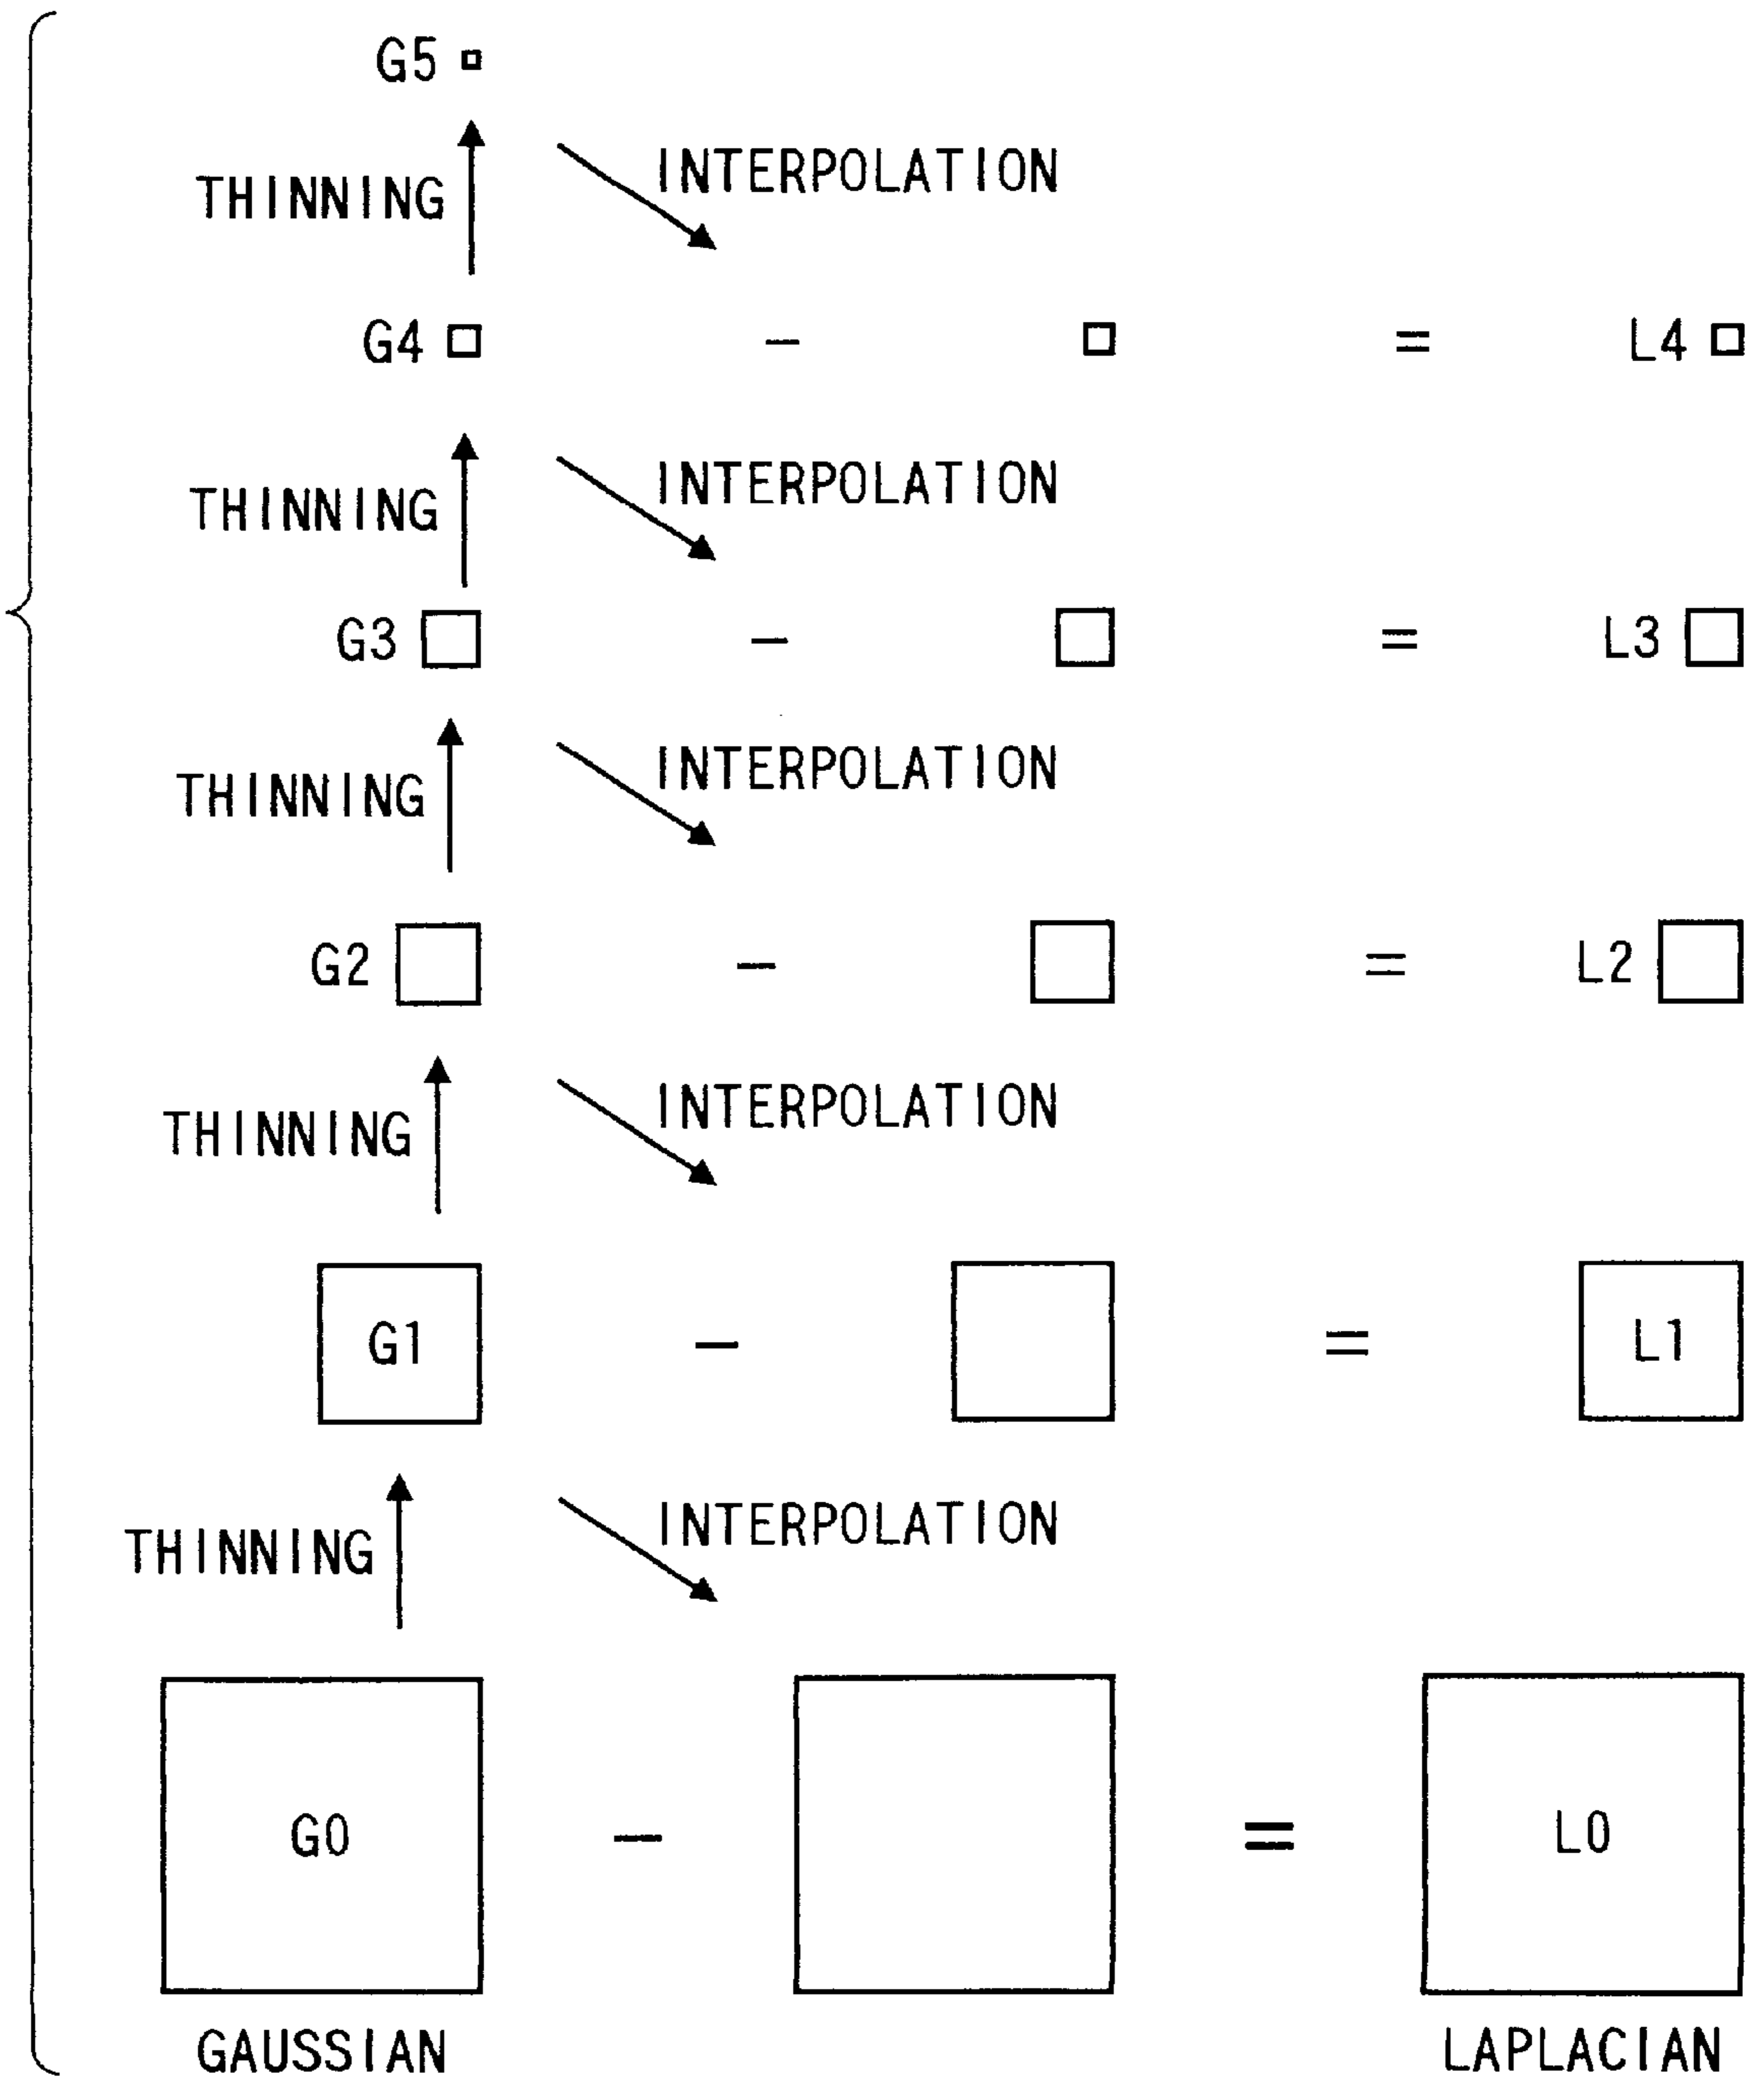 G5
THINNING INTERPOLATION
G4 - = L4
THINNING INTERPOLATION
G3 - = L3
THINNING INTERPOLATION
G2 - = L2
THINNING INTERPOLATION
G1 - = L1
THINNING INTERPOLATION
G0 - = L0
GAUSSIAN LAPLACIAN